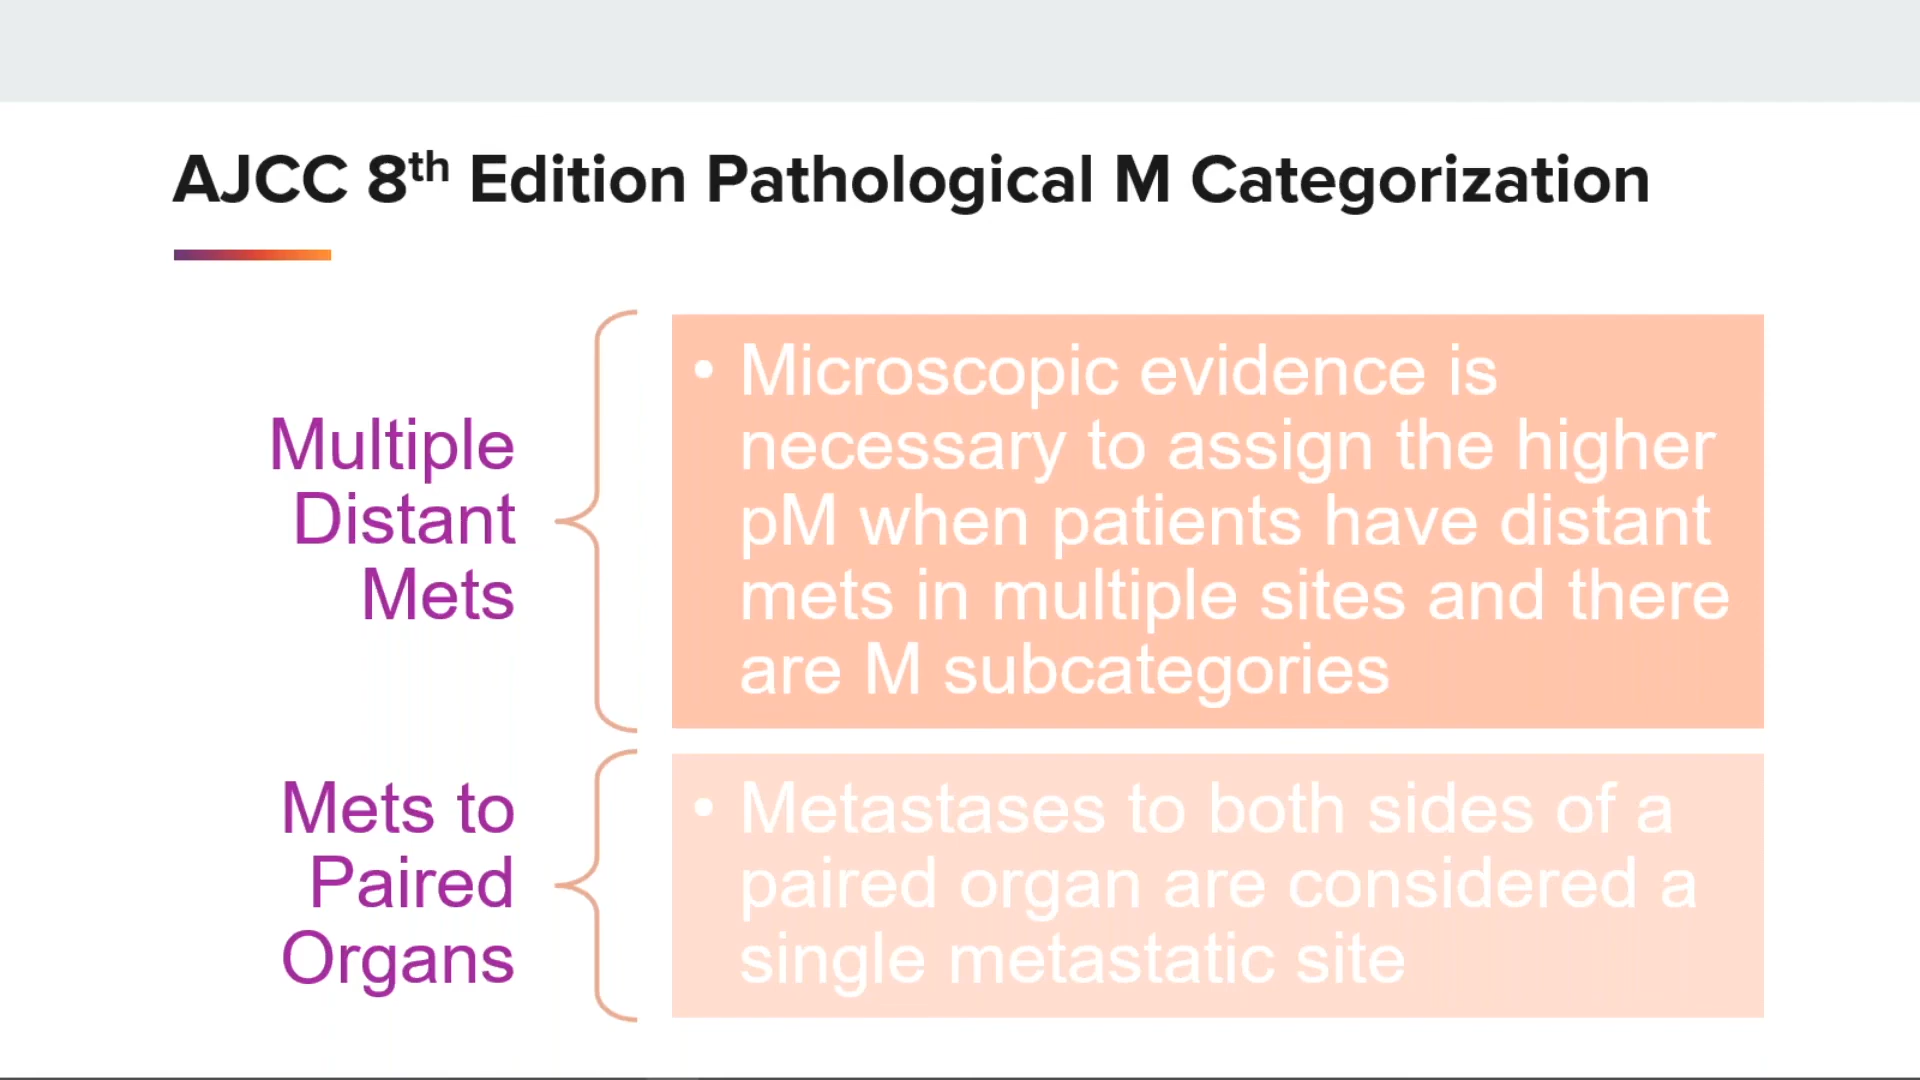 AJCC 8th Edition Pathological M Categorization
Multiple
Distant
Mets
• Microscopic evidence is
necessary to assign the higher
pM when patients have distant
mets in multiple sites and there
are M subcategories
Mets to
Paired
Organs
• Metastases to both sides of a
paired organ are considered a
single metastatic site